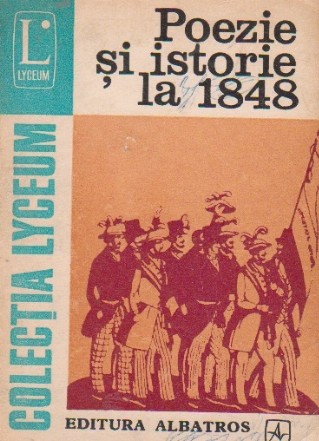 L
LYCEUM
Poezie
și istorie
la 1848
COLECȚIA LYCEUM
EDITURA ALBATROS
A